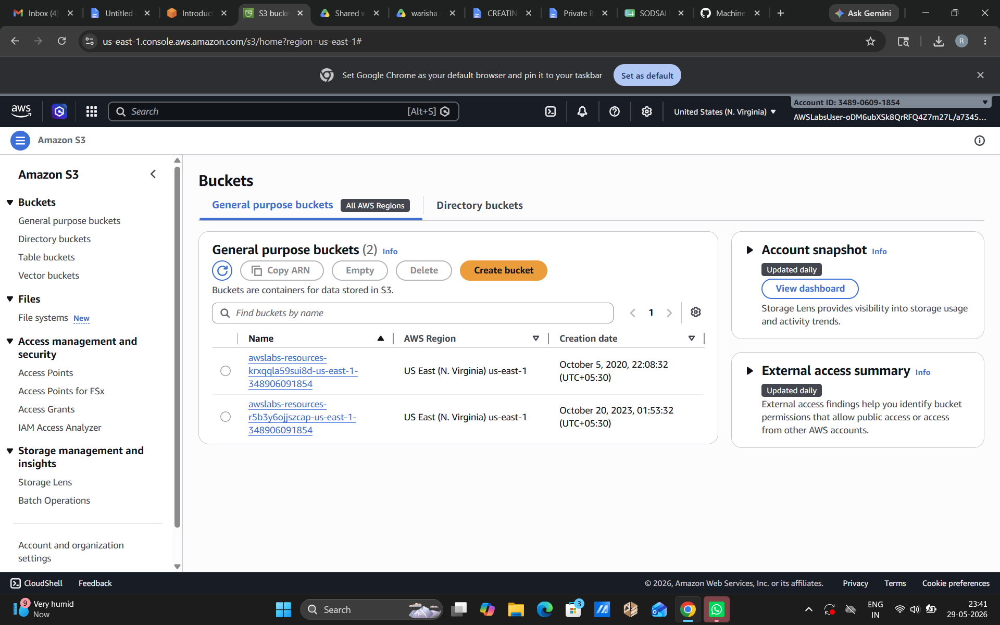 Inbox (4)
Untitled
Introduc
S3 bucke
Shared w
warisha
CREATIN
Private B
SODSAI
Machine
Ask Gemini
us-east-1.console.aws.amazon.com/s3/home?region=us-east-1#
R
Set Google Chrome as your default browser and pin it to your taskbar
Set as default
aws
Search
[Alt+S]
United States (N. Virginia)
Account ID: 3489-0609-1854
AWSLabsUser-oDM6ubXSk8QrRFQ4Z7m27L/a7345...
Amazon S3
Amazon S3
Buckets
General purpose buckets
Directory buckets
Table buckets
Vector buckets
Files
File systems New
Access management and
security
Access Points
Access Points for FSx
Access Grants
IAM Access Analyzer
Storage management and
insights
Storage Lens
Batch Operations
Account and organization
settings
Buckets
General purpose buckets All AWS Regions
Directory buckets
General purpose buckets (2) Info
Copy ARN
Empty
Delete
Create bucket
Buckets are containers for data stored in S3.
Find buckets by name
1
Name
AWS Region
Creation date
awslabs-resources-
krxqqla59sui8d-us-east-1-
348906091854
US East (N. Virginia) us-east-1
October 5, 2020, 22:08:32
(UTC+05:30)
awslabs-resources-
r5b3y6ojjszcap-us-east-1-
348906091854
US East (N. Virginia) us-east-1
October 20, 2023, 01:53:32
(UTC+05:30)
Account snapshot Info
Updated daily
View dashboard
Storage Lens provides visibility into storage usage
and activity trends.
External access summary Info
Updated daily
External access findings help you identify bucket
permissions that allow public access or access
from other AWS accounts.
CloudShell
Feedback
© 2026, Amazon Web Services, Inc. or its affiliates.
Privacy
Terms
Cookie preferences
9
Very humid
Now
Search
3
ENG
IN
23:41
29-05-2026